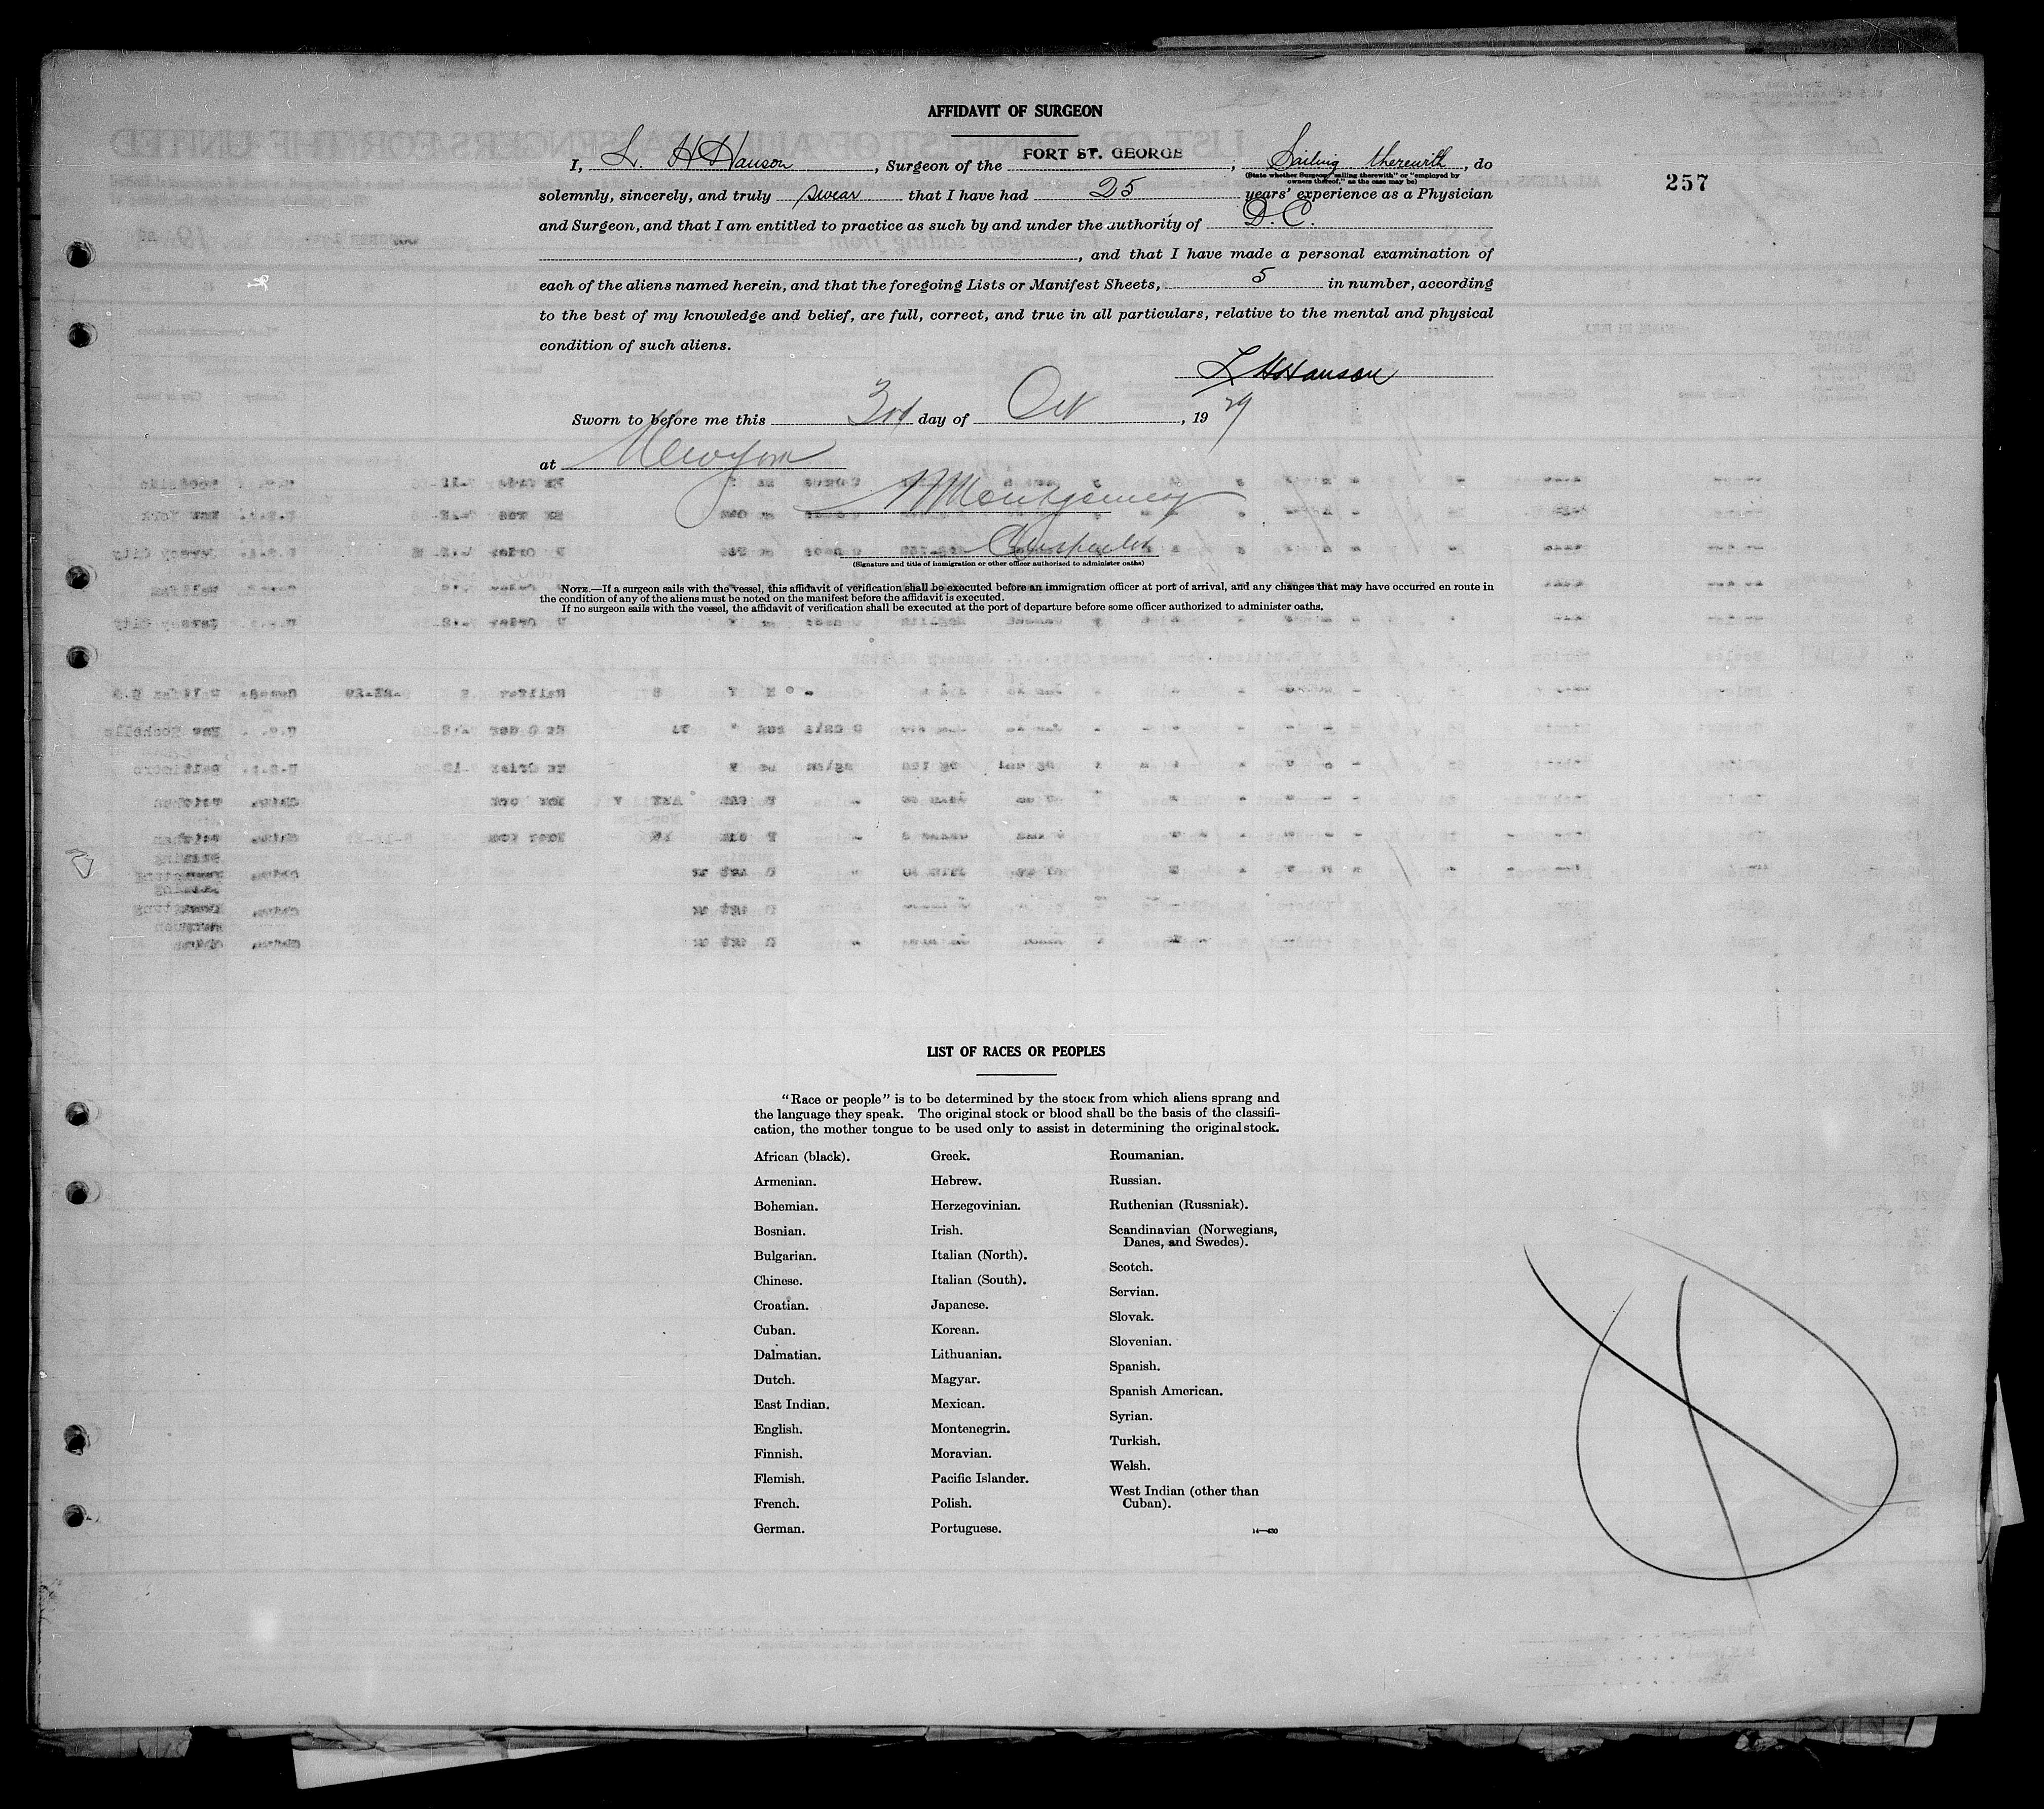 AFFIDAVIT OF SURGEON
I, L. H Hanson, Surgeon of the FORT ST. GEORGE, Sailing therewith, do
(State whether Surgeon "sailing therewith" or "employed by
owners thereof," as the case may be)
257
solemnly, sincerely, and truly swear that I have had 25 years' experience as a Physician
and Surgeon, and that I am entitled to practice as such by and under the authority of D.C.
, and that I have made a personal examination of
each of the aliens named herein, and that the foregoing Lists or Manifest Sheets, 5 in number, according
to the best of my knowledge and belief, are full, correct, and true in all particulars, relative to the mental and physical
condition of such aliens.
L H Hanson
Sworn to before me this 3rd day of Oct, 1929
at New York
Montgomery
Inspector
(Signature and title of immigration or other officer authorized to administer oaths)
NOTE.—If a surgeon sails with the vessel, this affidavit of verification shall be executed before an immigration officer at port of arrival, and any changes that may have occurred en route in
the condition of any of the aliens must be noted on the manifest before the affidavit is executed.
If no surgeon sails with the vessel, the affidavit of verification shall be executed at the port of departure before some officer authorized to administer oaths.
LIST OF RACES OR PEOPLES
"Race or people" is to be determined by the stock from which aliens sprang and
the language they speak. The original stock or blood shall be the basis of the classifi-
cation, the mother tongue to be used only to assist in determining the original stock.
African (black).
Armenian.
Bohemian.
Bosnian.
Bulgarian.
Chinese.
Croatian.
Cuban.
Dalmatian.
Dutch.
East Indian.
English.
Finnish.
Flemish.
French.
German.
Greek.
Hebrew.
Herzegovinian.
Irish.
Italian (North).
Italian (South).
Japanese.
Korean.
Lithuanian.
Magyar.
Mexican.
Montenegrin.
Moravian.
Pacific Islander.
Polish.
Portuguese.
Roumanian.
Russian.
Ruthenian (Russniak).
Scandinavian (Norwegians,
Danes, and Swedes).
Scotch.
Servian.
Slovak.
Slovenian.
Spanish.
Spanish American.
Syrian.
Turkish.
Welsh.
West Indian (other than
Cuban).
14—430